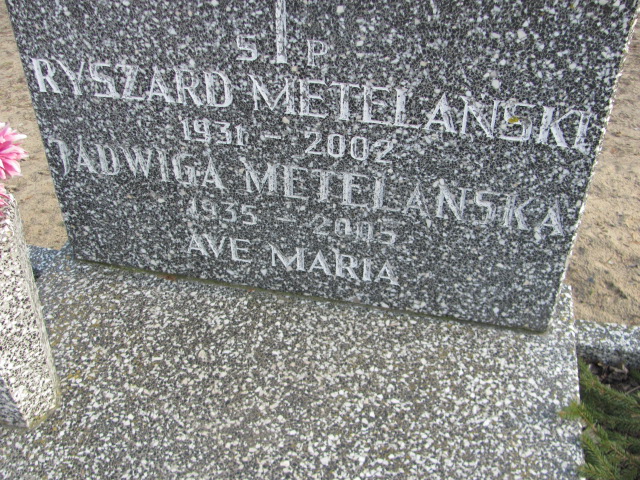 S P
RYSZARD METELAŃSKI
1931 - 2002
JADWIGA METELAŃSKA
1935 - 2005
AVE MARIA